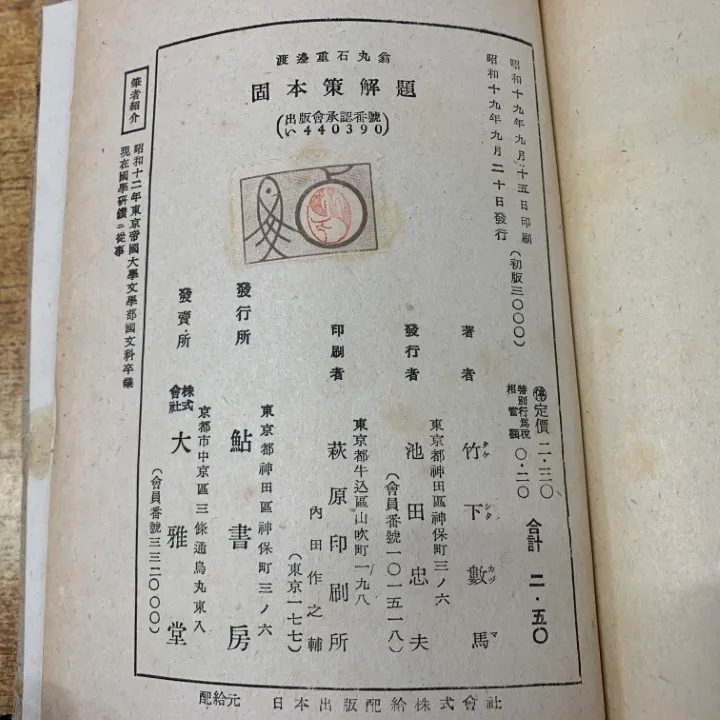 渡邉重石丸翁
固本策解題
(出版會承認番號
い440390)
昭和十九年九月十五日印刷
昭和十九年九月二十日發行
(初版三〇〇〇)
㊞定價 二・三〇
特別行爲稅相當額 〇・二〇
合計 二・五〇
著者 竹下數馬
タケ シタ カヅ マ
東京都神田區神保町三ノ六
發行者 池田忠夫
(會員番號一〇一五一八)
東京都牛込區山吹町一九八
印刷者 萩原印刷所
內田作之輔
(東京一七七)
東京都神田區神保町三ノ六
發行所 鮎書房
京都市中京區三條通烏丸東入
發賣所 株式會社 大雅堂
(會員番號三三二〇〇〇)
筆者紹介
昭和十二年東京帝國大學文學部國文科卒業
現在國學硏鑽ニ從事
配給元 日本出版配給株式會社